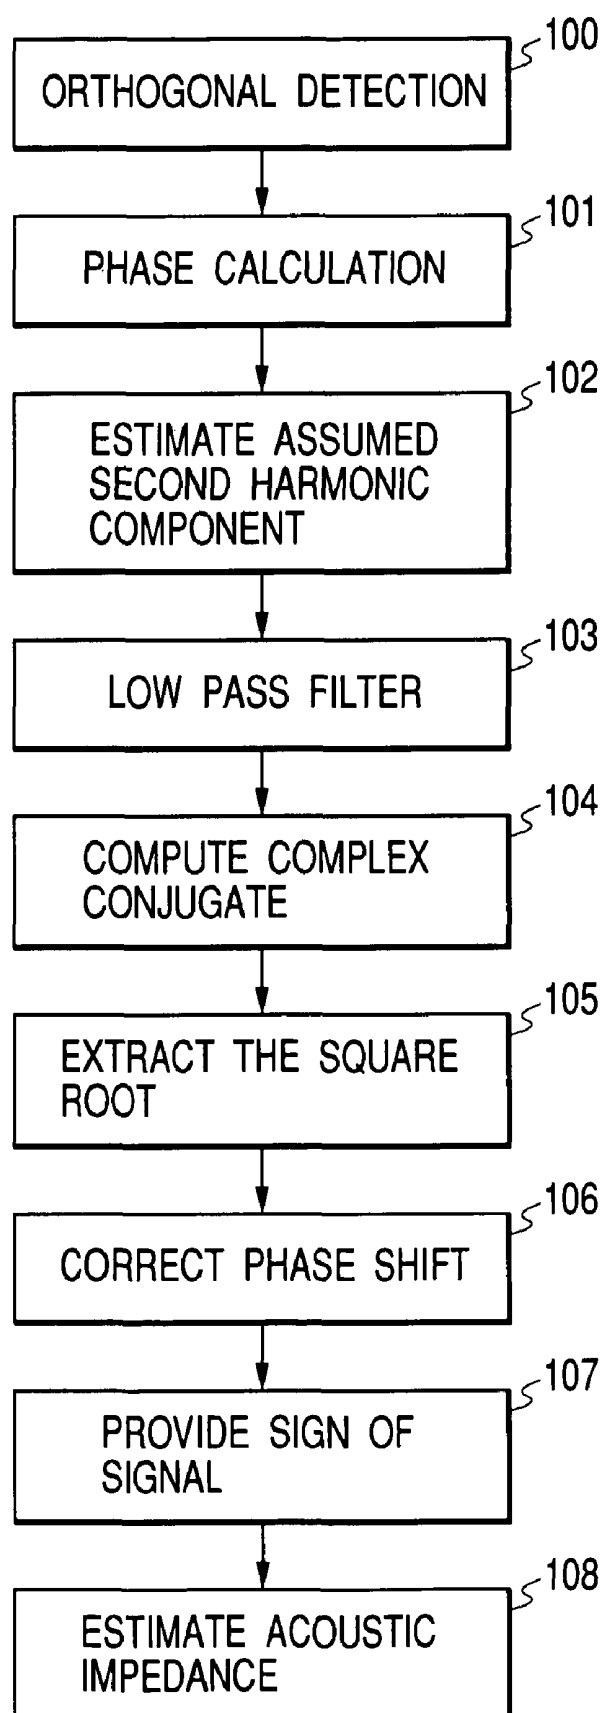 100
ORTHOGONAL DETECTION
101
PHASE CALCULATION
102
ESTIMATE ASSUMED
SECOND HARMONIC
COMPONENT
103
LOW PASS FILTER
104
COMPUTE COMPLEX
CONJUGATE
105
EXTRACT THE SQUARE
ROOT
106
CORRECT PHASE SHIFT
107
PROVIDE SIGN OF
SIGNAL
108
ESTIMATE ACOUSTIC
IMPEDANCE